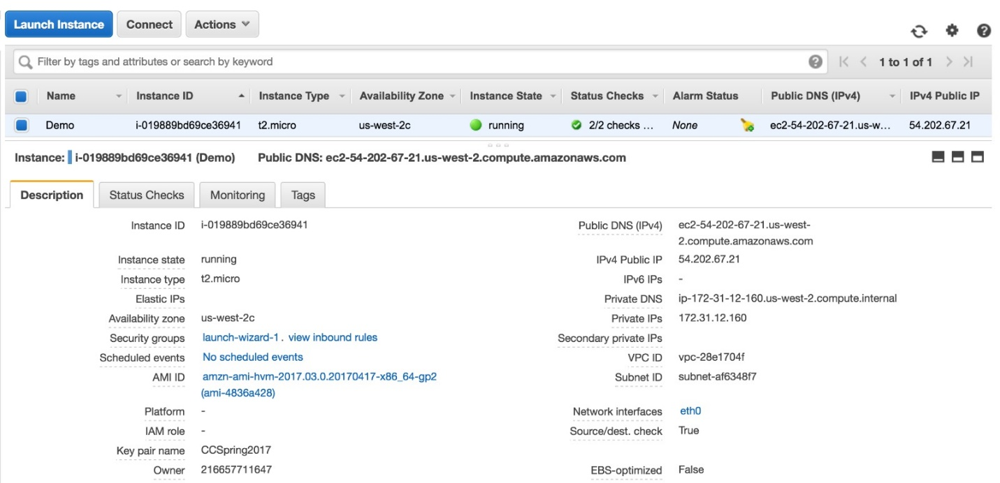 Launch Instance Connect Actions
Filter by tags and attributes or search by keyword 1 to 1 of 1
Name Instance ID Instance Type Availability Zone Instance State Status Checks Alarm Status Public DNS (IPv4) IPv4 Public IP
Demo i-019889bd69ce36941 t2.micro us-west-2c running 2/2 checks ... None ec2-54-202-67-21.us-w... 54.202.67.21
Instance: i-019889bd69ce36941 (Demo) Public DNS: ec2-54-202-67-21.us-west-2.compute.amazonaws.com
Description Status Checks Monitoring Tags
Instance ID i-019889bd69ce36941 Public DNS (IPv4) ec2-54-202-67-21.us-west-
2.compute.amazonaws.com
Instance state running IPv4 Public IP 54.202.67.21
Instance type t2.micro IPv6 IPs -
Elastic IPs Private DNS ip-172-31-12-160.us-west-2.compute.internal
Availability zone us-west-2c Private IPs 172.31.12.160
Security groups launch-wizard-1 . view inbound rules Secondary private IPs
Scheduled events No scheduled events VPC ID vpc-28e1704f
AMI ID amzn-ami-hvm-2017.03.0.20170417-x86_64-gp2 Subnet ID subnet-af6348f7
(ami-4836a428)
Platform - Network interfaces eth0
IAM role - Source/dest. check True
Key pair name CCSpring2017
Owner 216657711647 EBS-optimized False